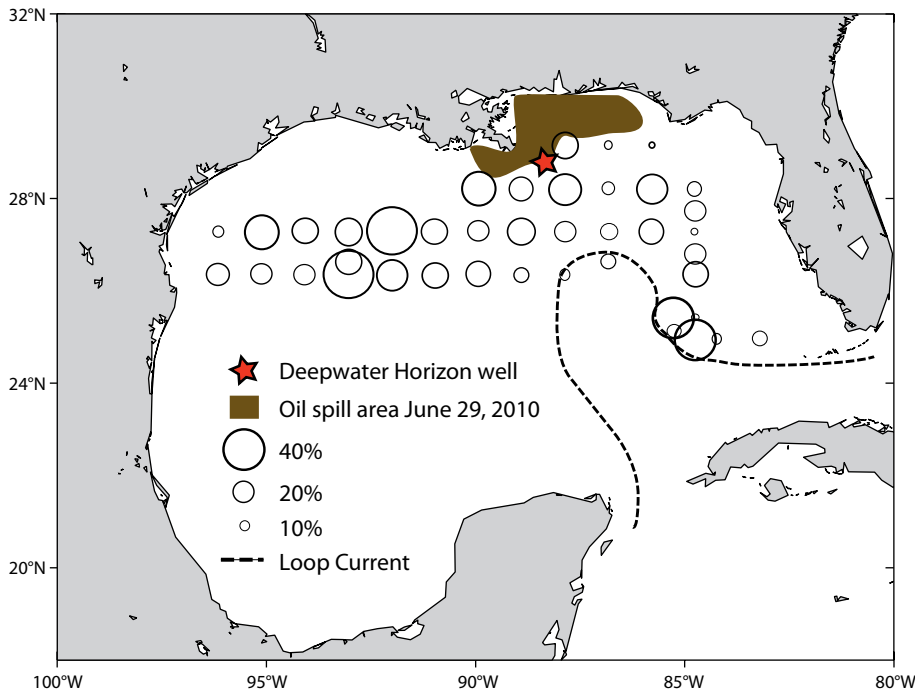 32°N
28°N
24°N
20°N
Deepwater Horizon well
Oil spill area June 29, 2010
40%
20%
10%
Loop Current
100°W
95°W
90°W
85°W
80°W